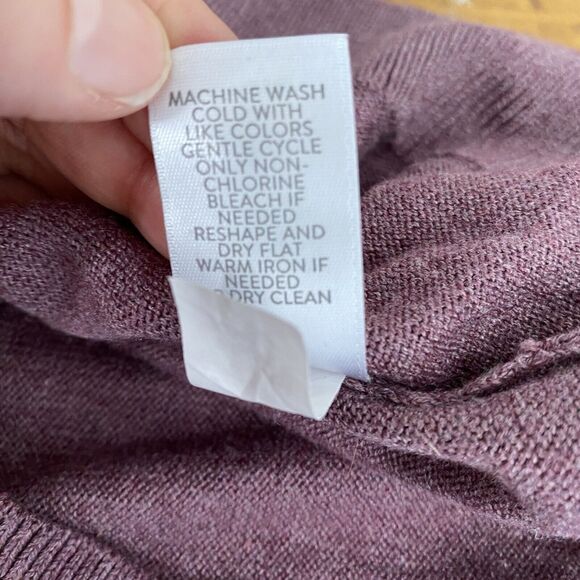 MACHINE WASH
COLD WITH
LIKE COLORS
GENTLE CYCLE
ONLY NON-
CHLORINE
BLEACH IF
NEEDED
RESHAPE AND
DRY FLAT
WARM IRON IF
NEEDED
DRY CLEAN